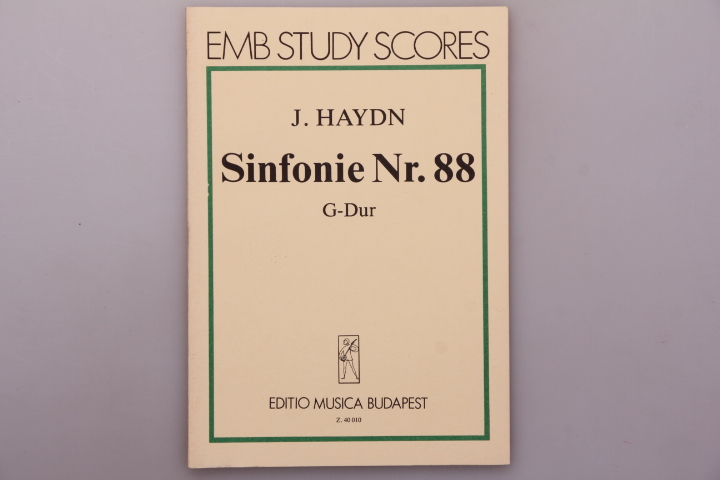 EMB STUDY SCORES
J. HAYDN
Sinfonie Nr. 88
G-Dur
EDITIO MUSICA BUDAPEST
Z. 40 010